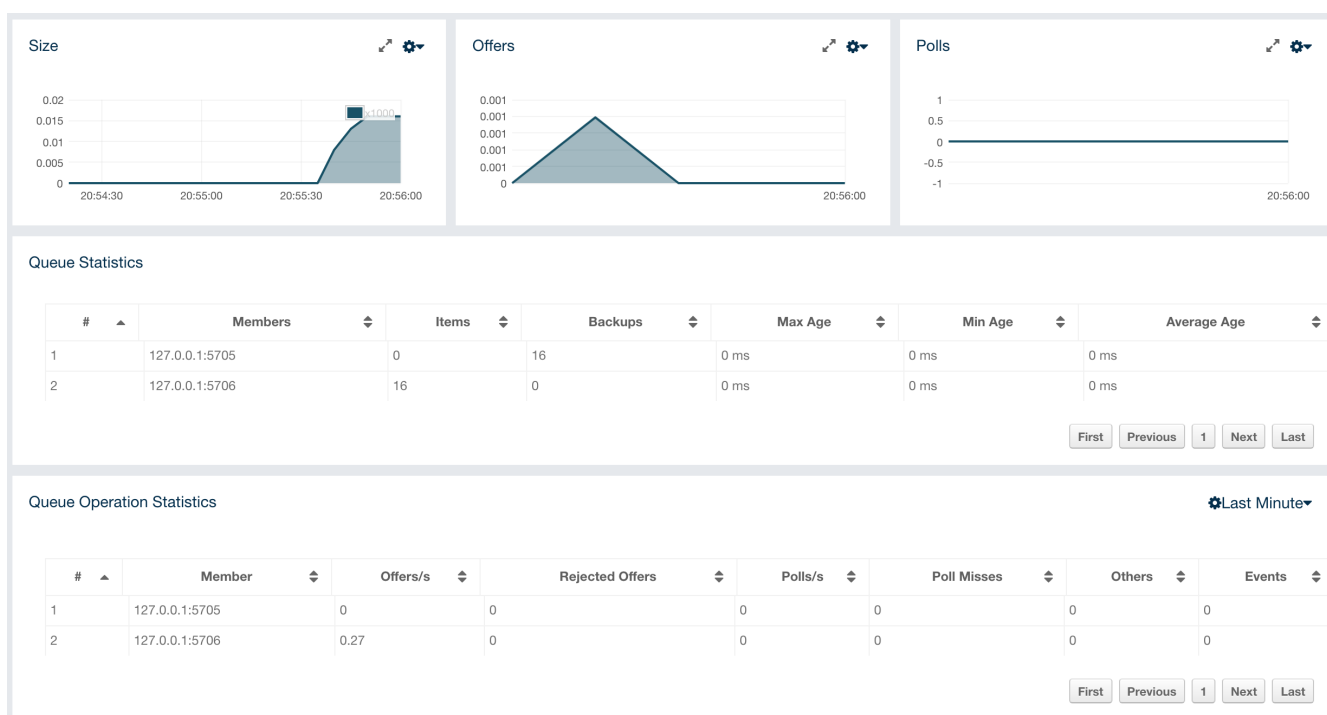 Size
0.02
0.015
0.01
0.005
0
x1000
20:54:30 20:55:00 20:55:30 20:56:00
Offers
0.001
0.001
0.001
0.001
0.001
0
20:56:00
Polls
1
0.5
0
-0.5
-1
20:56:00
Queue Statistics
# Members Items Backups Max Age Min Age Average Age
1 127.0.0.1:5705 0 16 0 ms 0 ms 0 ms
2 127.0.0.1:5706 16 0 0 ms 0 ms 0 ms
First Previous 1 Next Last
Queue Operation Statistics
Last Minute
# Member Offers/s Rejected Offers Polls/s Poll Misses Others Events
1 127.0.0.1:5705 0 0 0 0 0 0
2 127.0.0.1:5706 0.27 0 0 0 0 0
First Previous 1 Next Last